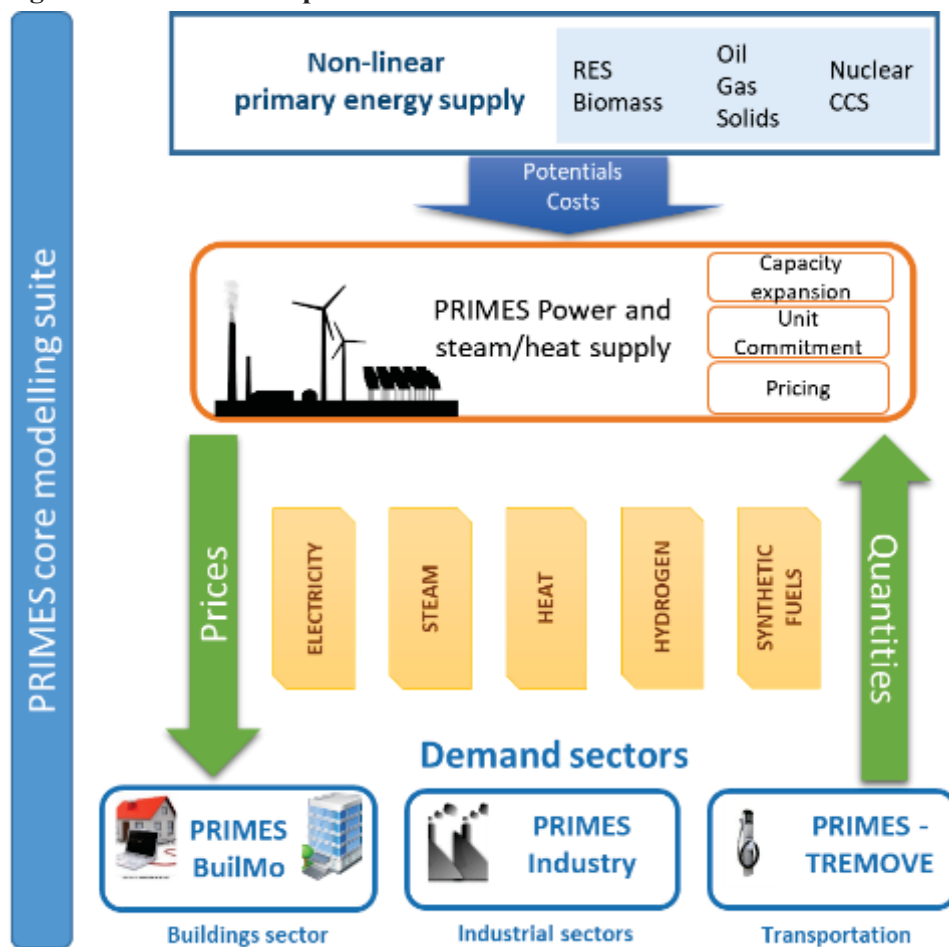 PRIMES core modelling suite
Non-linear
primary energy supply
RES
Biomass
Oil
Gas
Solids
Nuclear
CCS
Potentials
Costs
PRIMES Power and
steam/heat supply
Capacity
expansion
Unit
Commitment
Pricing
Prices
ELECTRICITY
STEAM
HEAT
HYDROGEN
SYNTHETIC
FUELS
Quantities
Demand sectors
PRIMES
BuilMo
PRIMES
Industry
PRIMES -
TREMOVE
Buildings sector
Industrial sectors
Transportation